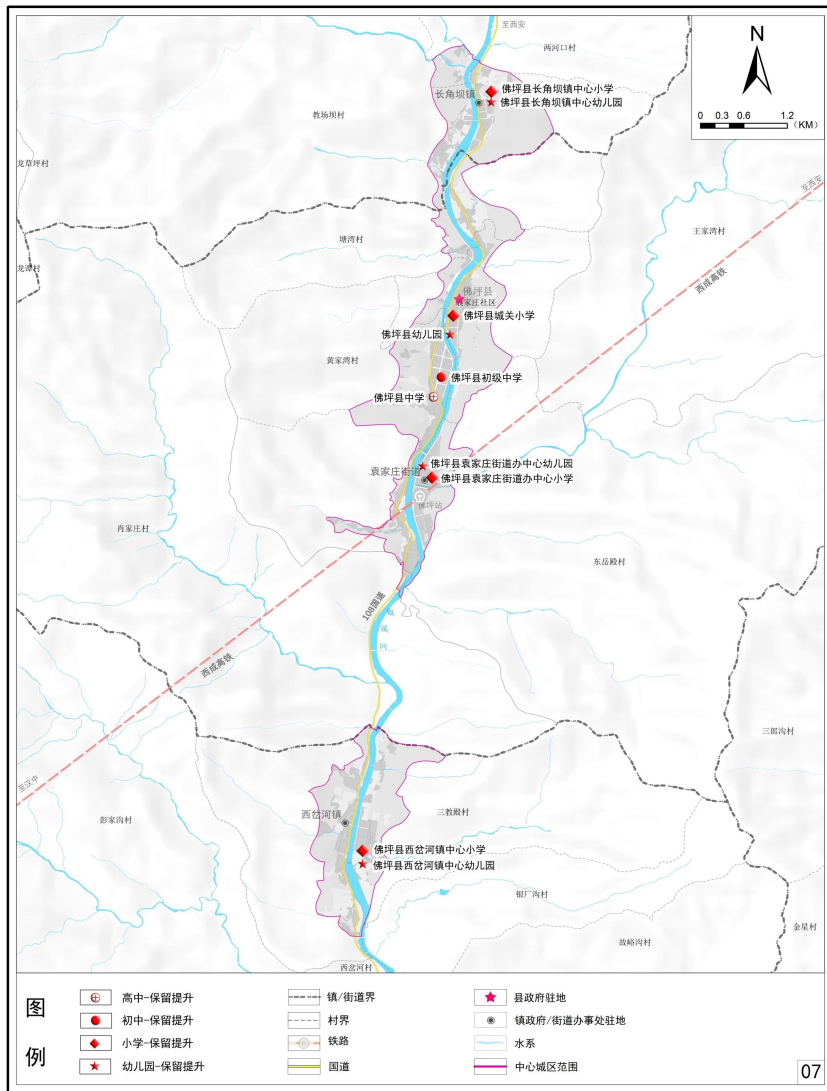 至西安
两河口村
N
长角坝镇
佛坪县长角坝镇中心小学
佛坪县长角坝镇中心幼儿园
教场坝村
0 0.3 0.6 1.2
(KM)
龙草坪村
至西安
王家湾村
塘湾村
西成高铁
龙潭村
佛坪县
袁家庄社区
佛坪县城关小学
佛坪县幼儿园
黄家湾村
佛坪县初级中学
佛坪县中学
佛坪县袁家庄街道办中心幼儿园
袁家庄街道
佛坪县袁家庄街道办中心小学
佛坪站
肖家庄村
东岳殿村
108国道
河
西成高铁
三郎沟村
至汉中
彭家沟村
西岔河镇
三教殿村
佛坪县西岔河镇中心小学
佛坪县西岔河镇中心幼儿园
银厂沟村
金星村
故峪沟村
西岔河村
图例
高中-保留提升
初中-保留提升
小学-保留提升
幼儿园-保留提升
镇/街道界
村界
铁路
国道
县政府驻地
镇政府/街道办事处驻地
水系
中心城区范围
07